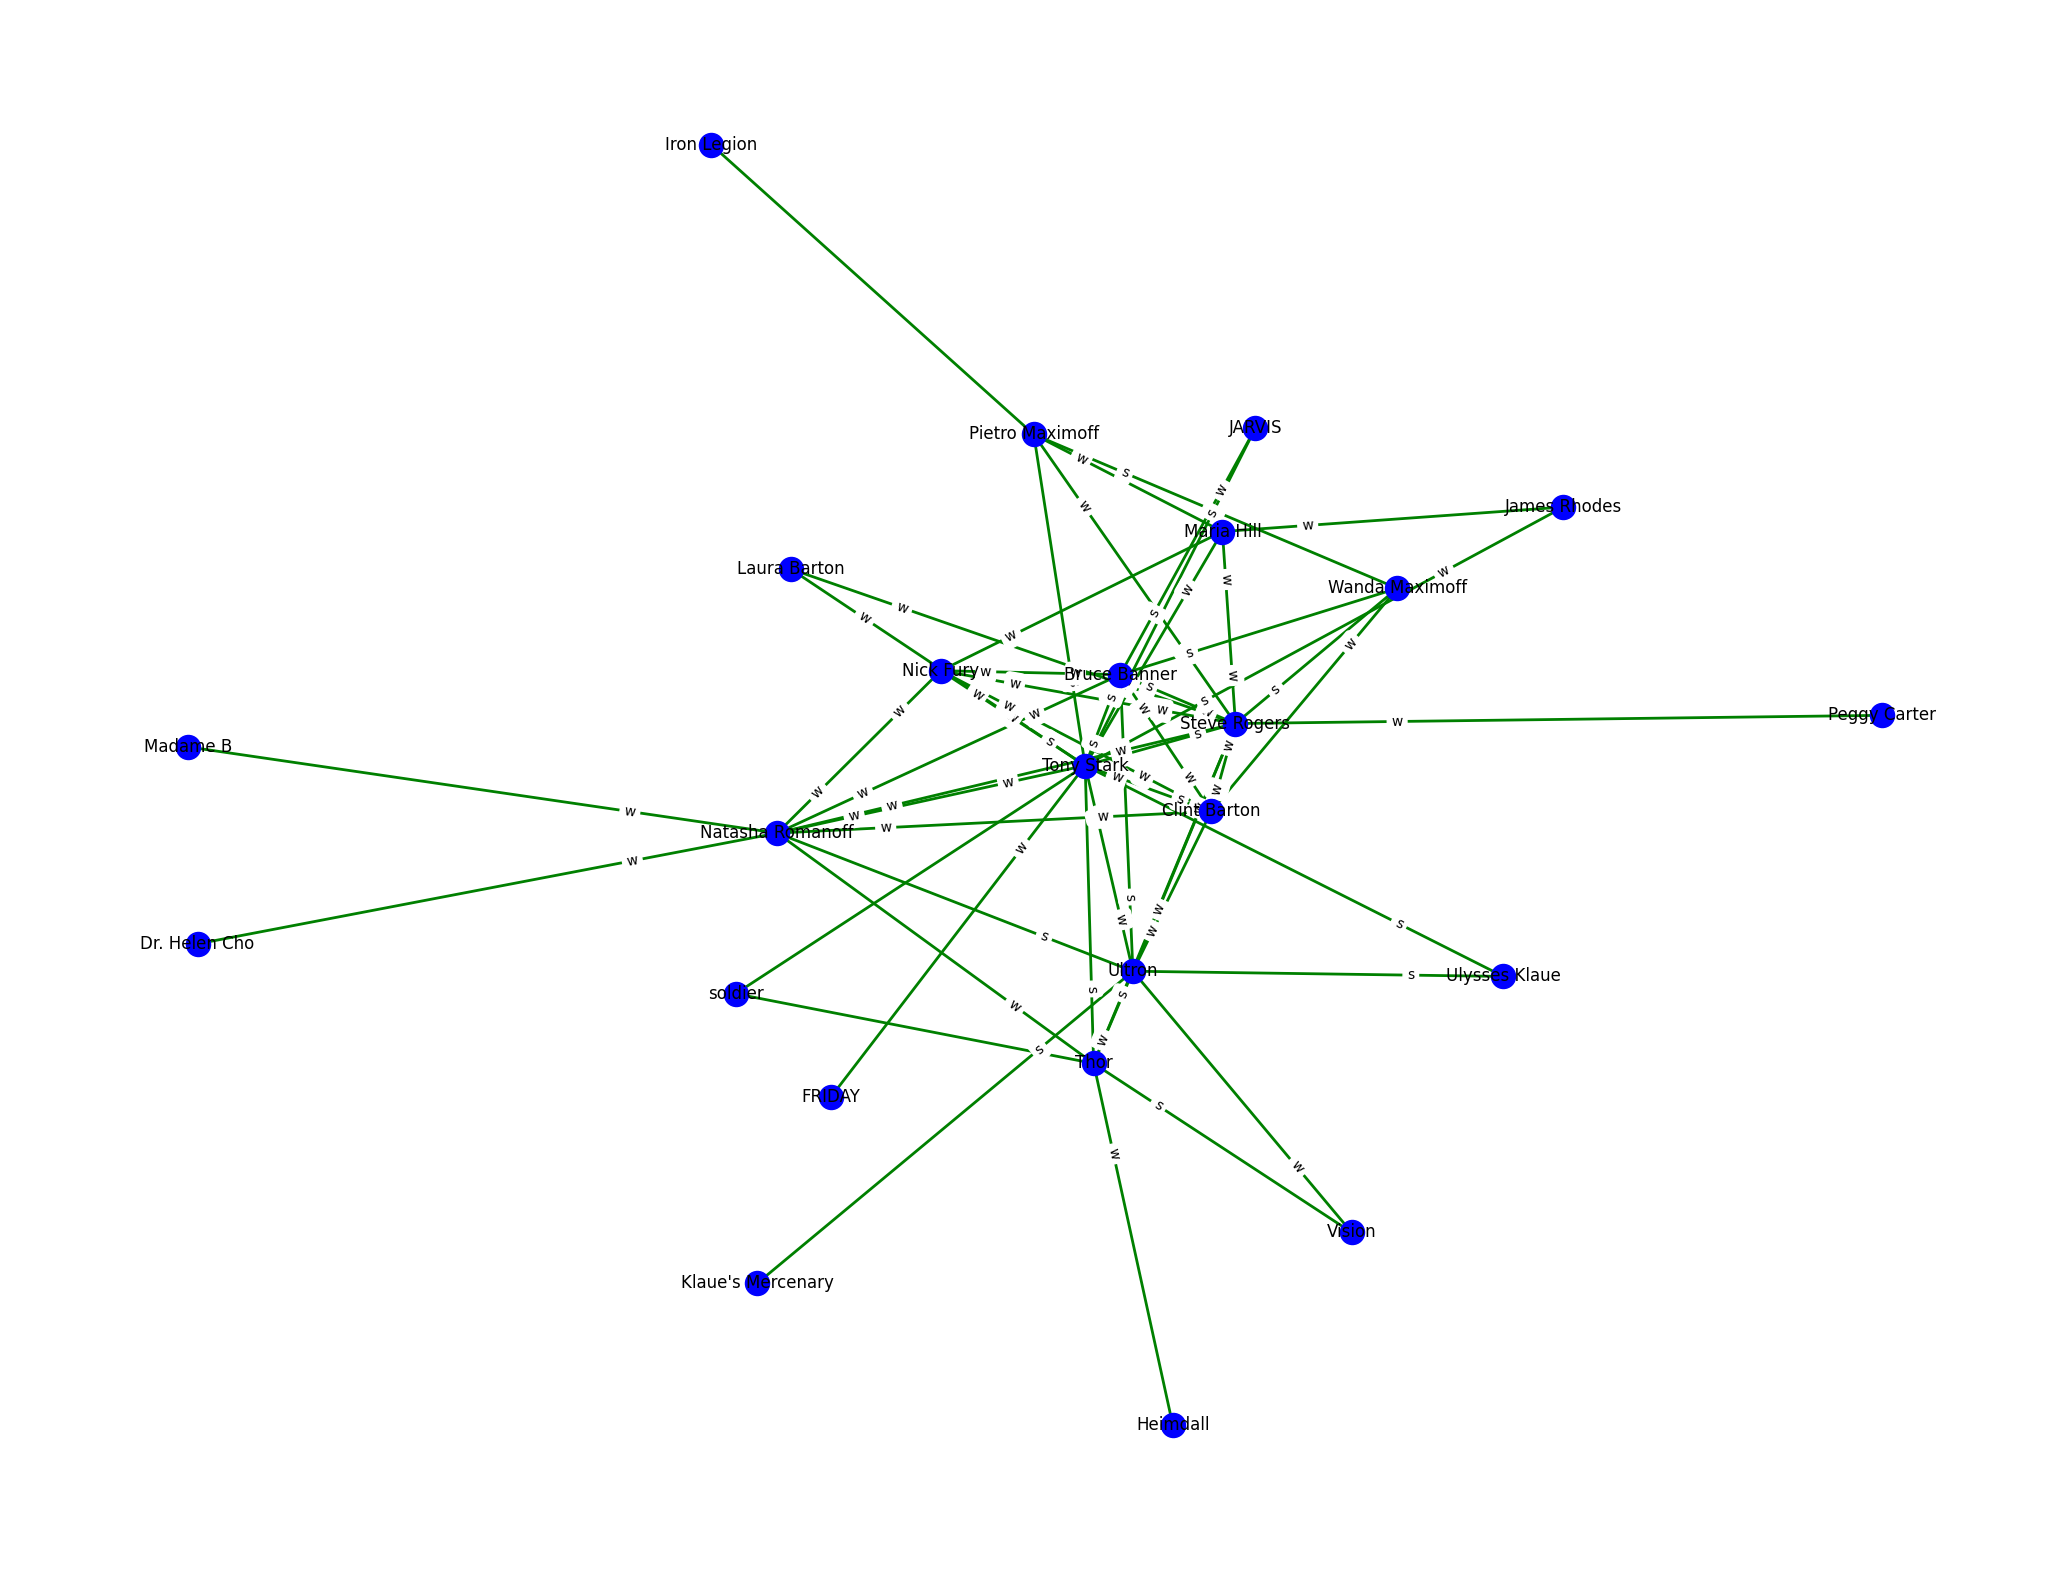 Iron Legion
Pietro Maximoff
JARVIS
w
s
w
s
w
James Rhodes
Maria Hill
w
Laura Barton
w
Wanda Maximoff
w
w
w
s
w
w
w
s
Nick Fury
w
w
Bruce Banner
w
w
s
s
w
w
s
s
w
w
w
w
w
Peggy Carter
Steve Rogers
w
s
s
s
w
w
Madame B
Tony Stark
w
w
w
w
w
w
s
w
w
w
w
Clint Barton
w
w
w
Natasha Romanoff
w
w
w
s
w
w
w
s
s
Dr. Helen Cho
w
Ultron
s
Ulysses Klaue
soldier
s
s
w
w
s
Thor
FRIDAY
s
w
w
Vision
Klaue's Mercenary
Heimdall